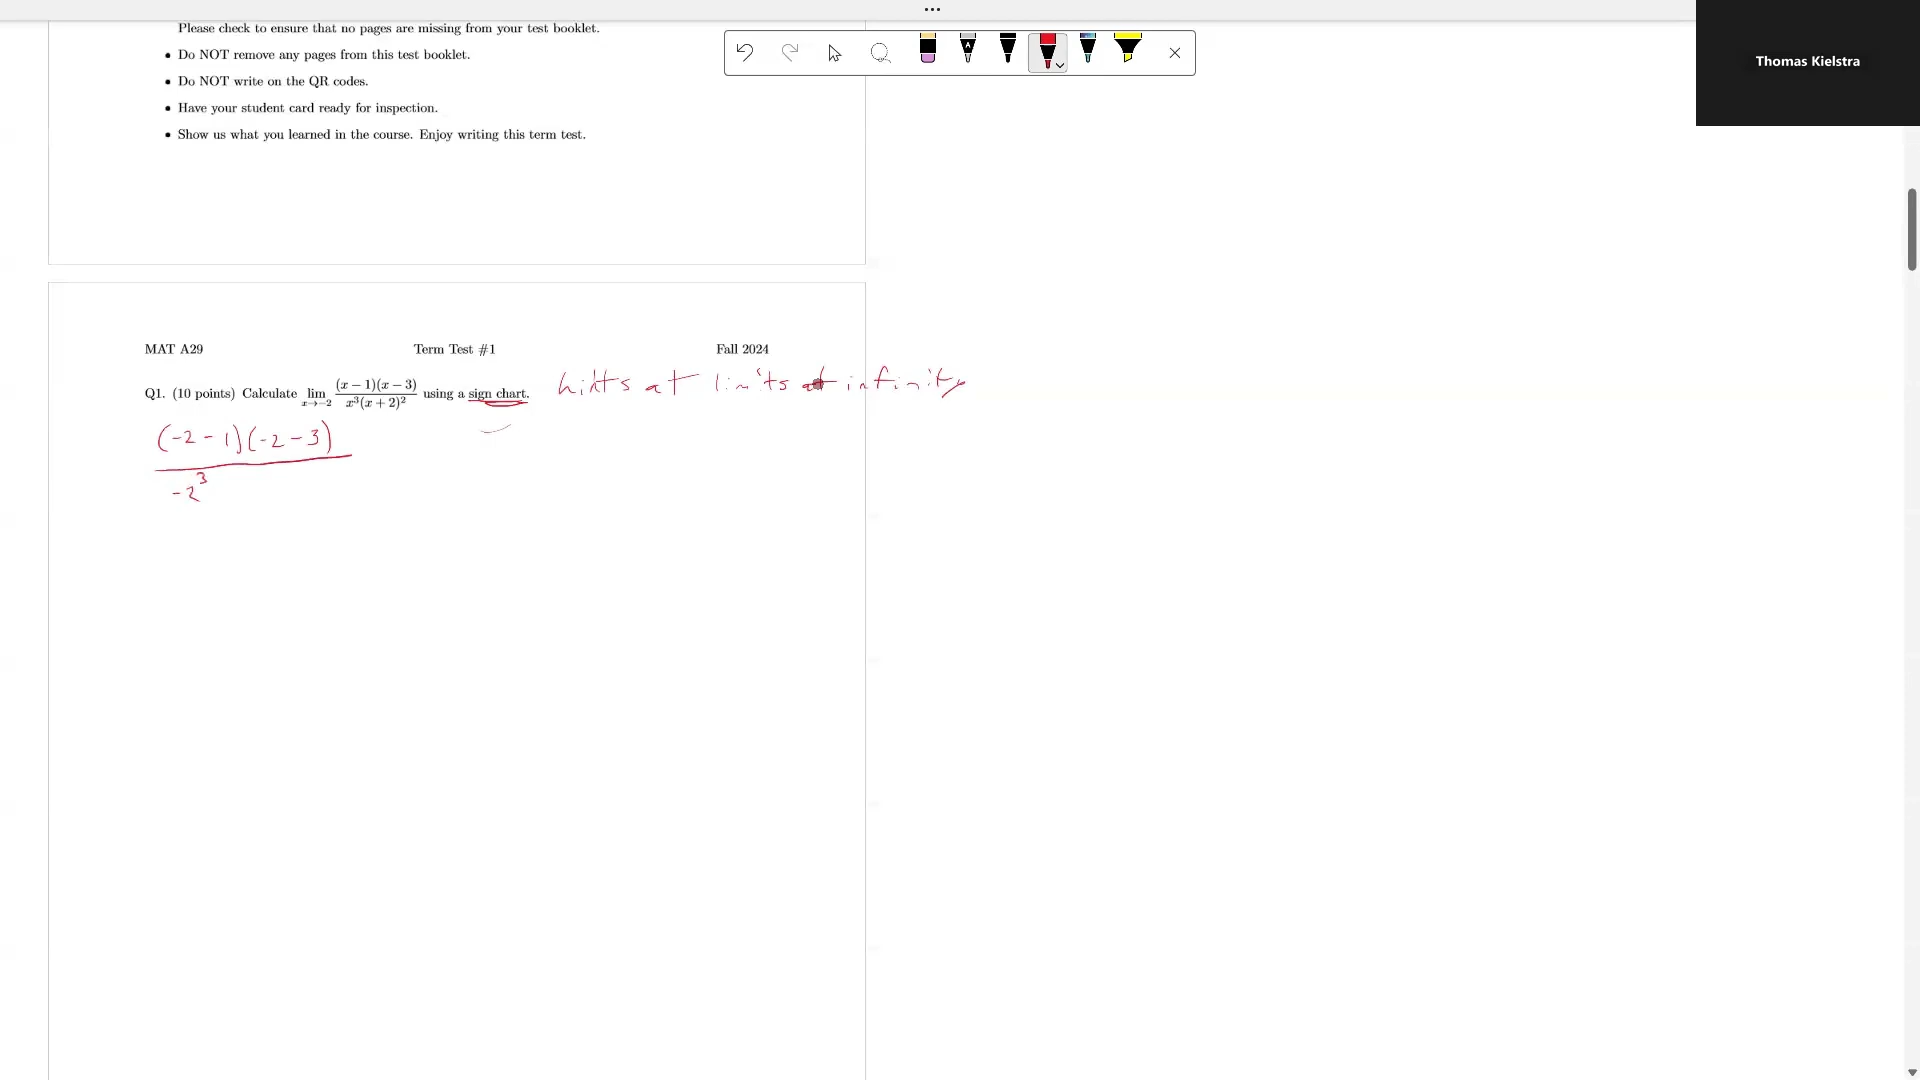 Please check to ensure that no pages are missing from your test booklet.
• Do NOT remove any pages from this test booklet.
• Do NOT write on the QR codes.
• Have your student card ready for inspection.
• Show us what you learned in the course. Enjoy writing this term test.
Thomas Kielstra
MAT A29 Term Test #1 Fall 2024
Q1. (10 points) Calculate lim x→−2 (x − 1)(x − 3) / x³(x + 2)² using a sign chart. hints at limits at infinity
(-2 - 1)(-2 - 3)
-2³